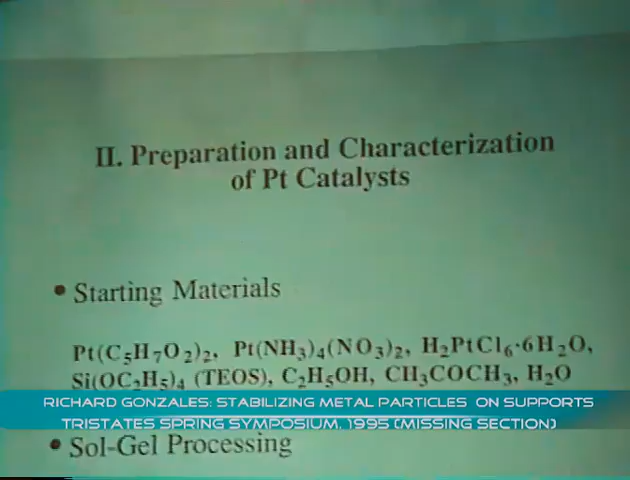 II. Preparation and Characterization
of Pt Catalysts
• Starting Materials
Pt(C₅H₇O₂)₂, Pt(NH₃)₄(NO₃)₂, H₂PtCl₆·6H₂O,
Si(OC₂H₅)₄ (TEOS), C₂H₅OH, CH₃COCH₃, H₂O
RICHARD GONZALES: STABILIZING METAL PARTICLES ON SUPPORTS
TRISTATES SPRING SYMPOSIUM, 1995 (MISSING SECTION)
• Sol-Gel Processing